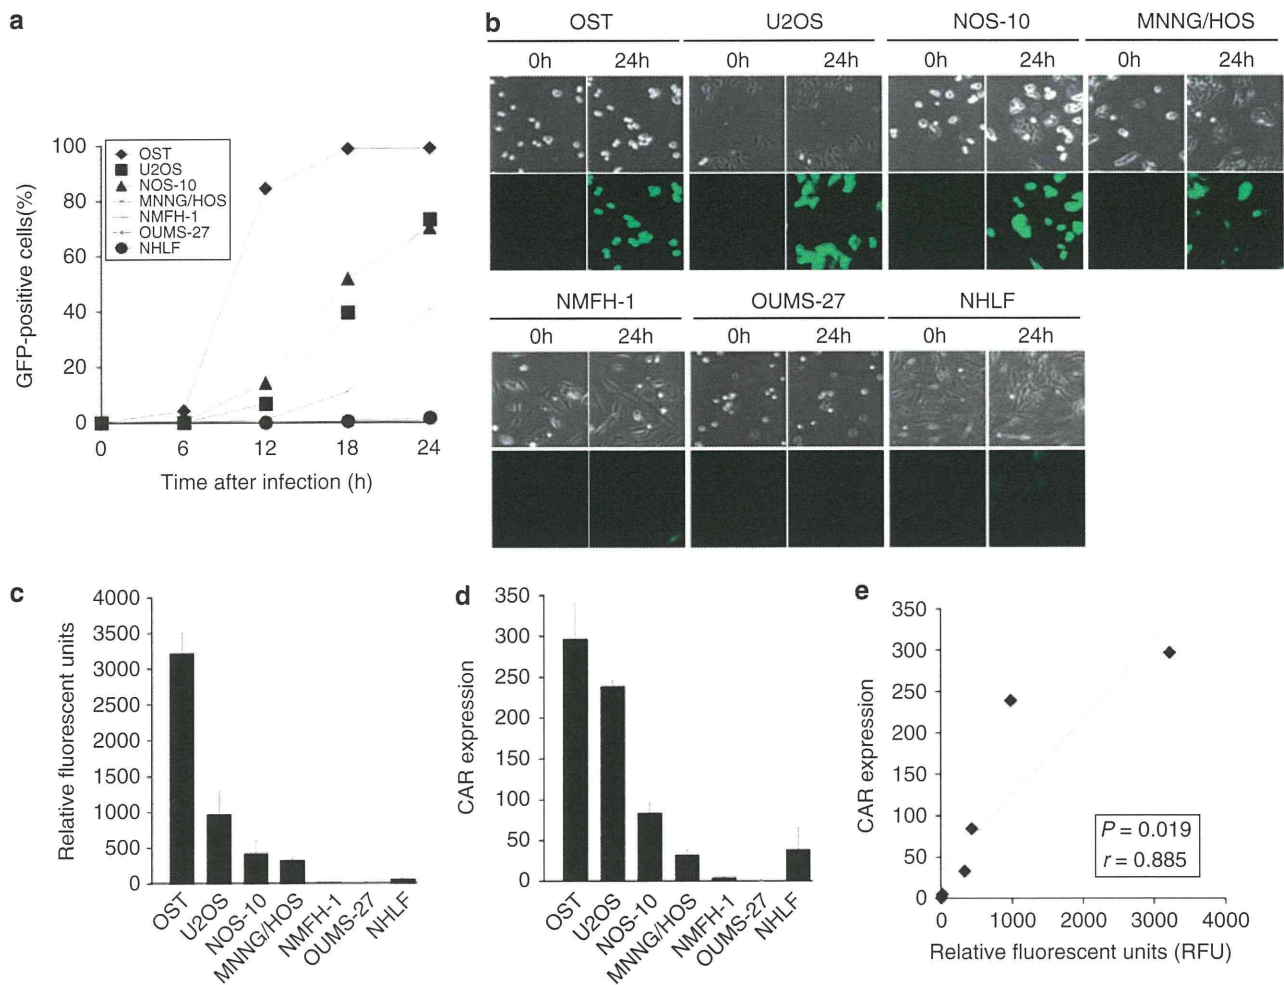 a
100
80
60
40
20
0
GFP-positive cells(%)
OST
U2OS
NOS-10
MNNG/HOS
NMFH-1
OUMS-27
NHLF
0 6 12 18 24
Time after infection (h)
b
OST U2OS NOS-10 MNNG/HOS
0h 24h 0h 24h 0h 24h 0h 24h
NMFH-1 OUMS-27 NHLF
0h 24h 0h 24h 0h 24h
c
4000
3500
3000
2500
2000
1500
1000
500
0
Relative fluorescent units
OST
U2OS
NOS-10
MNNG/HOS
NMFH-1
OUMS-27
NHLF
d
350
300
250
200
150
100
50
0
CAR expression
OST
U2OS
NOS-10
MNNG/HOS
NMFH-1
OUMS-27
NHLF
e
350
300
250
200
150
100
50
0
CAR expression
P = 0.019
r = 0.885
0 1000 2000 3000 4000
Relative fluorescent units (RFU)